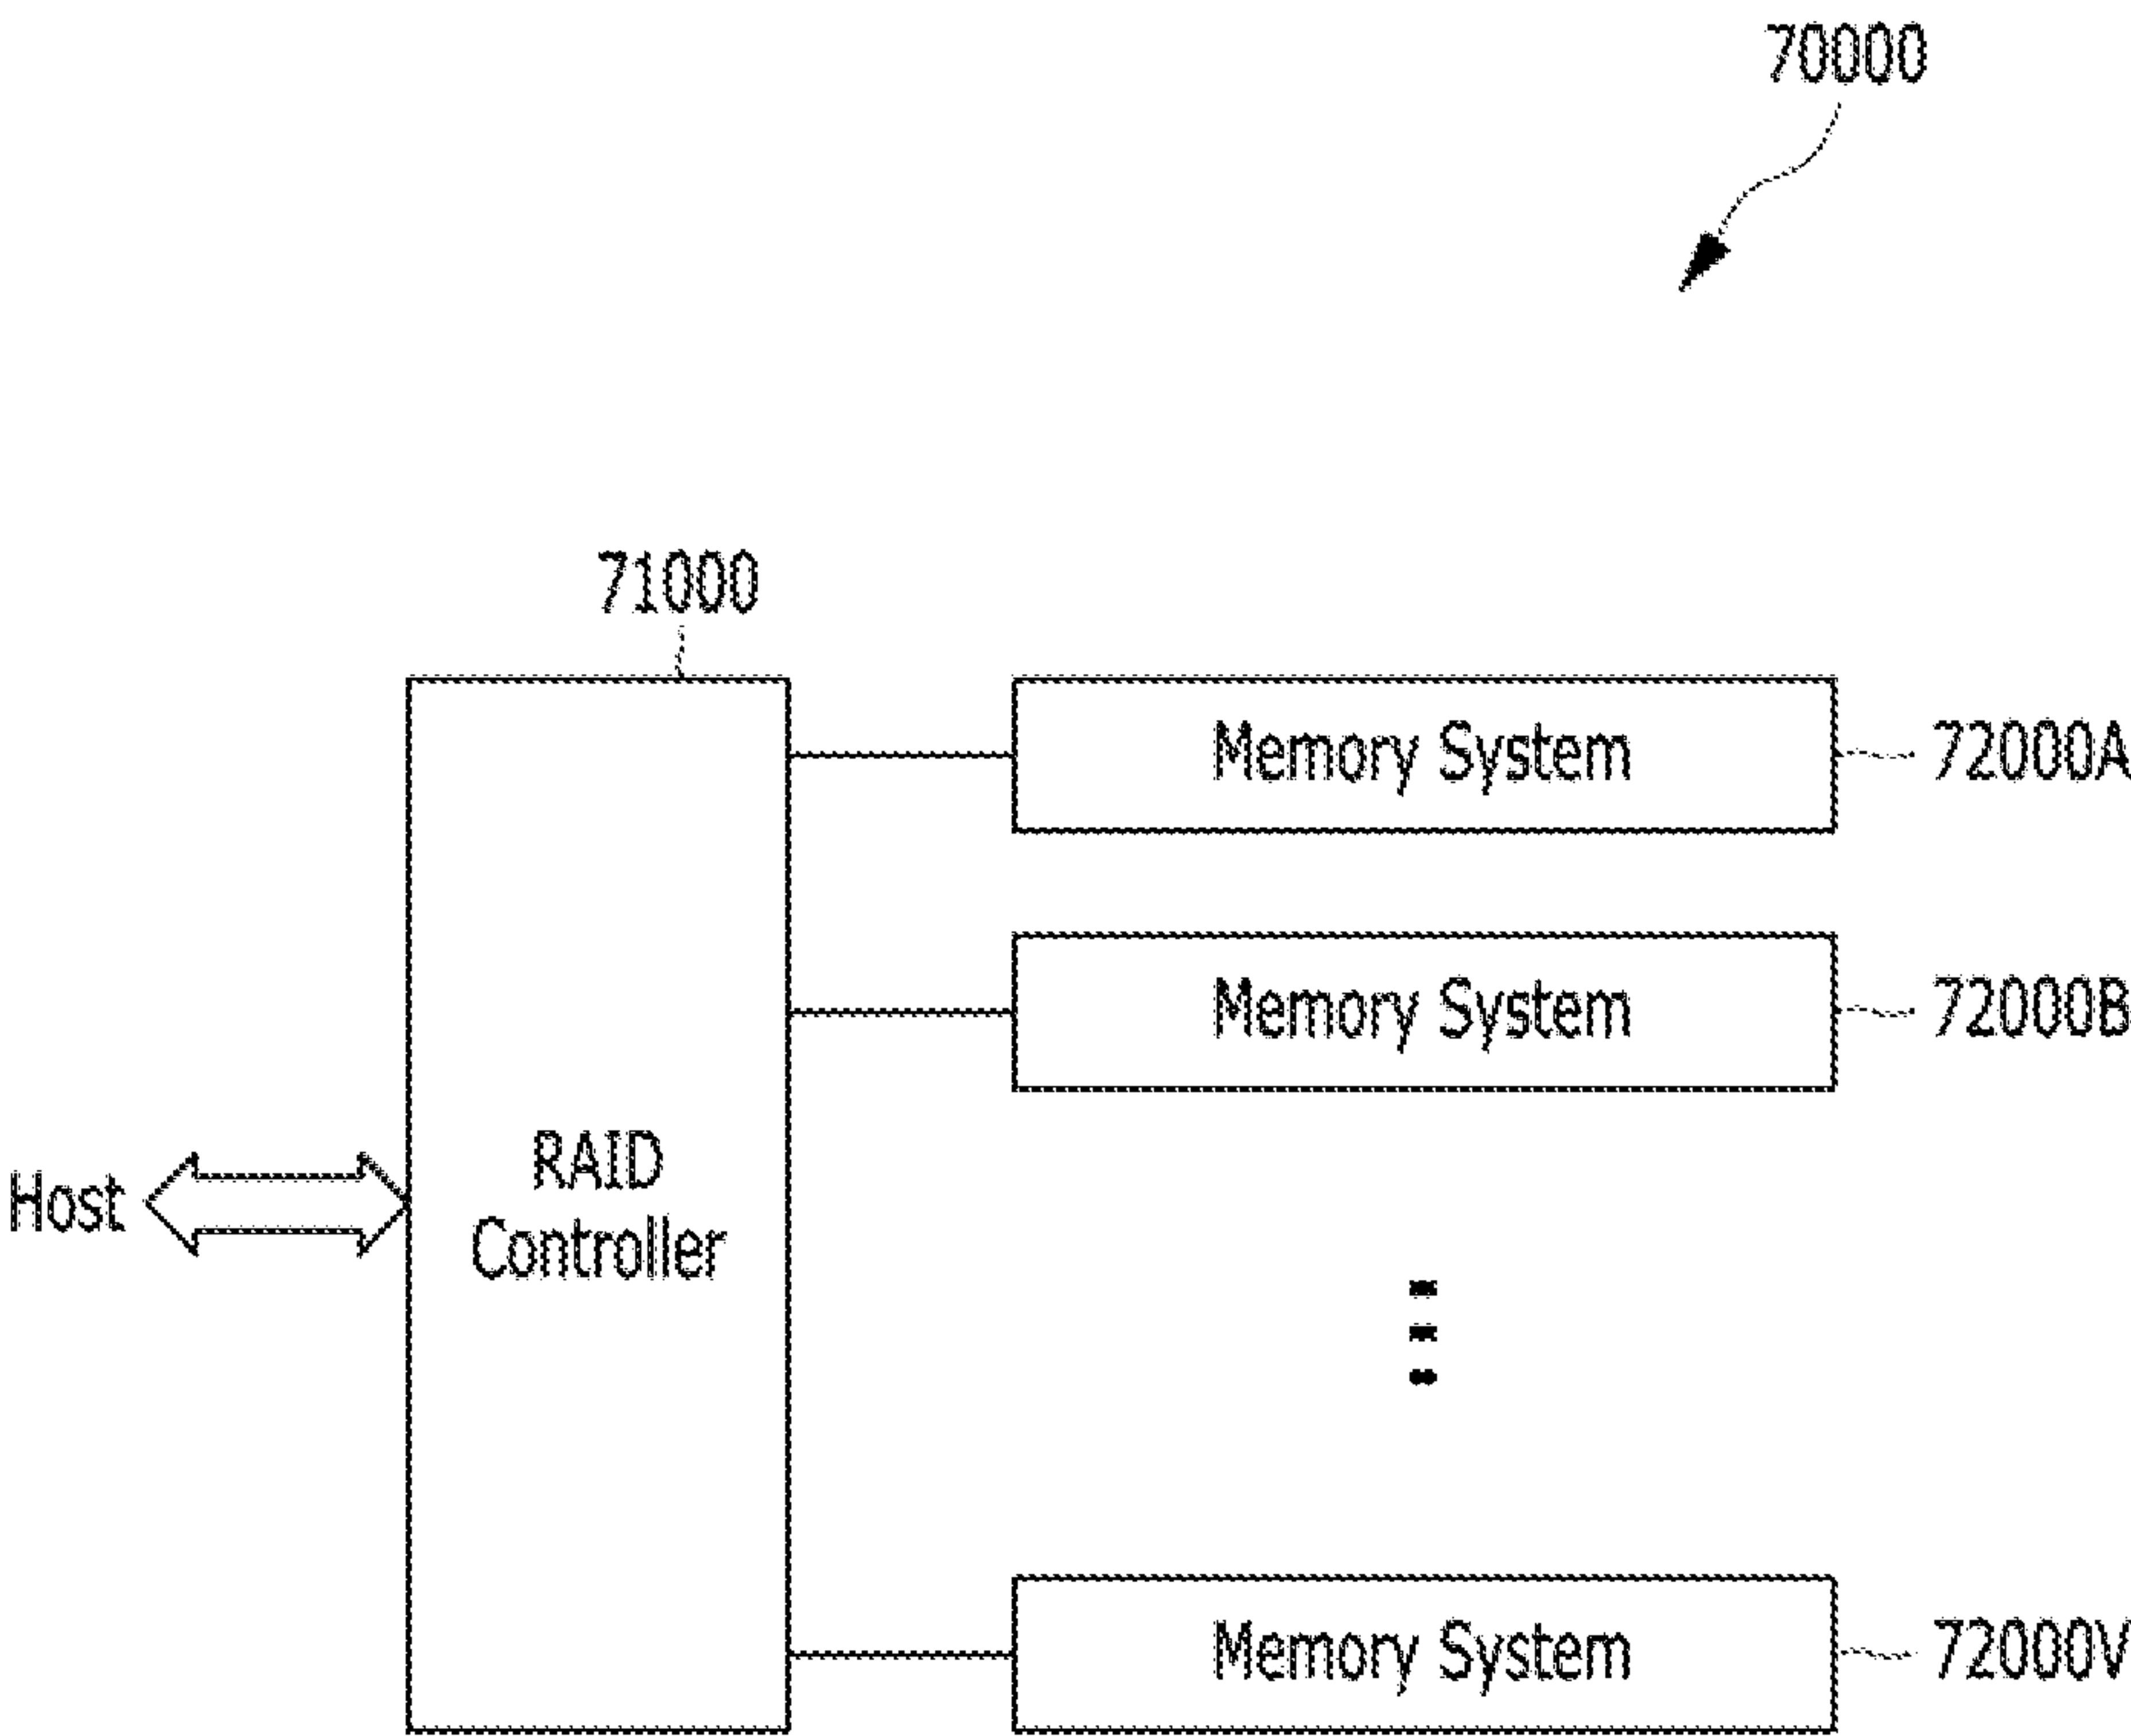 70000
71000
Memory System
72000A
Memory System
72000B
Host
RAID
Controller
Memory System
72000V